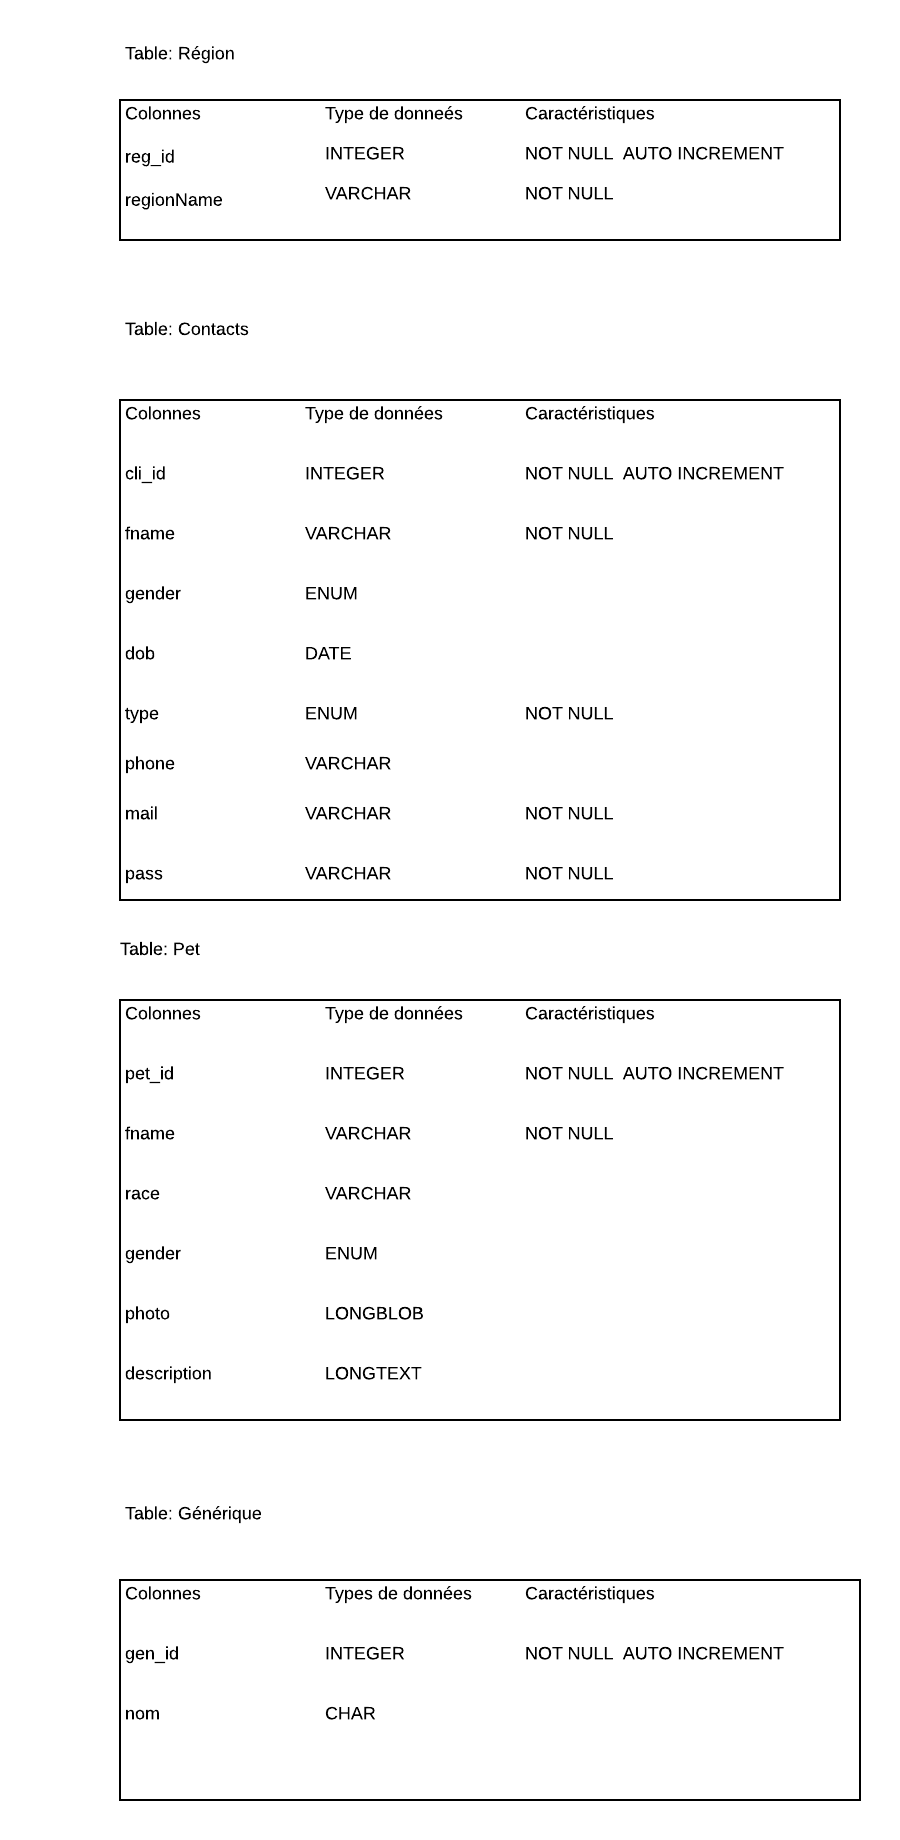 Table: Région
Colonnes Type de donneés Caractéristiques
reg_id INTEGER NOT NULL AUTO INCREMENT
regionName VARCHAR NOT NULL
Table: Contacts
Colonnes Type de données Caractéristiques
cli_id INTEGER NOT NULL AUTO INCREMENT
fname VARCHAR NOT NULL
gender ENUM
dob DATE
type ENUM NOT NULL
phone VARCHAR
mail VARCHAR NOT NULL
pass VARCHAR NOT NULL
Table: Pet
Colonnes Type de données Caractéristiques
pet_id INTEGER NOT NULL AUTO INCREMENT
fname VARCHAR NOT NULL
race VARCHAR
gender ENUM
photo LONGBLOB
description LONGTEXT
Table: Générique
Colonnes Types de données Caractéristiques
gen_id INTEGER NOT NULL AUTO INCREMENT
nom CHAR